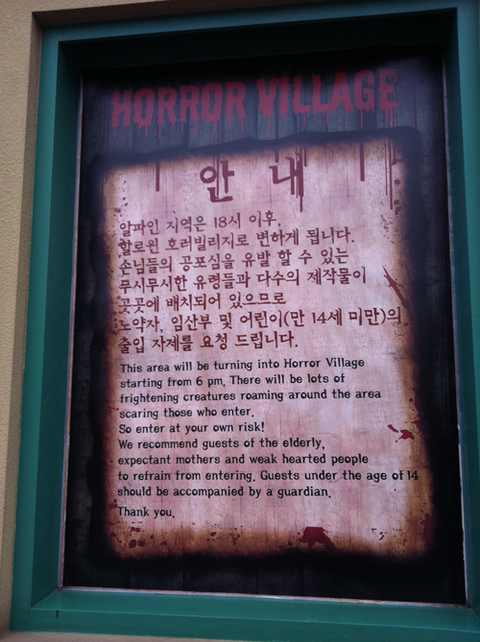 HORROR VILLAGE
안 내
알파인 지역은 18시 이후,
할로윈 호러빌리지로 변하게 됩니다.
손님들의 공포심을 유발 할 수 있는
무시무시한 유령들과 다수의 제작물이
곳곳에 배치되어 있으므로
노약자, 임산부 및 어린이(만 14세 미만)의
출입 자제를 요청 드립니다.
This area will be turning into Horror Village
starting from 6 pm. There will be lots of
frightening creatures roaming around the area
scaring those who enter.
So enter at your own risk!
We recommend guests of the elderly,
expectant mothers and weak hearted people
to refrain from entering. Guests under the age of 14
should be accompanied by a guardian.
Thank you.